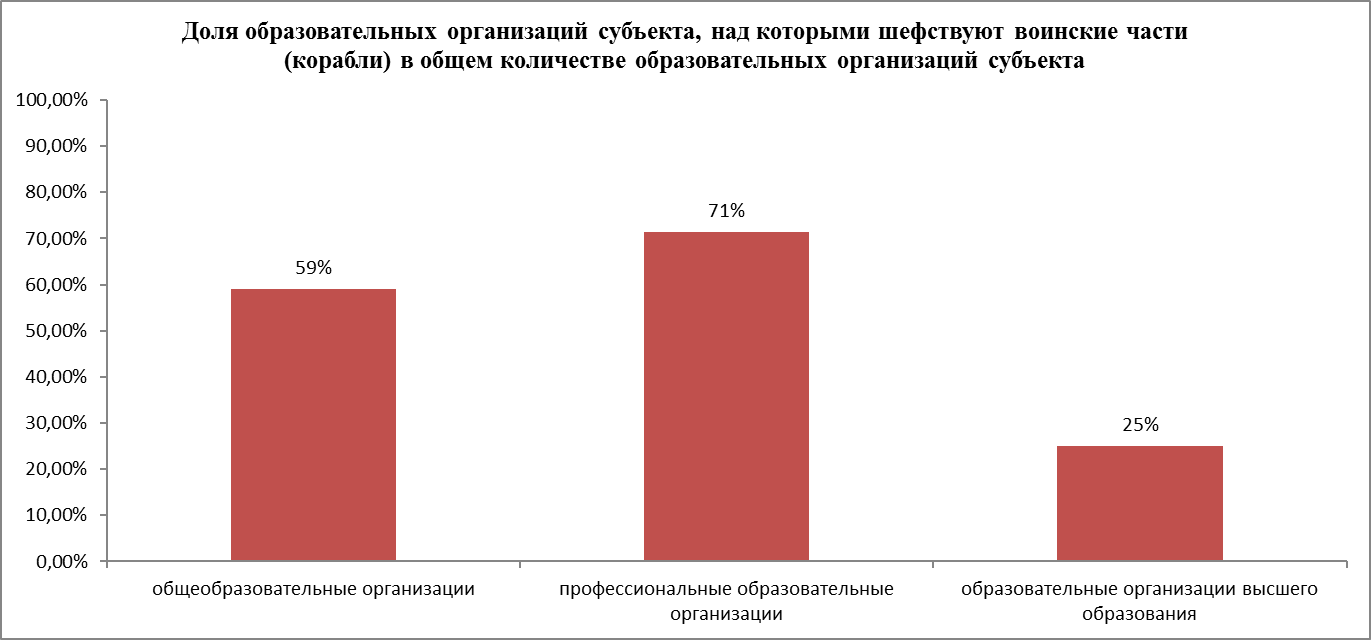 Доля образовательных организаций субъекта, над которыми шефствуют воинские части
(корабли) в общем количестве образовательных организаций субъекта
100,00%
90,00%
80,00%
70,00%
60,00%
50,00%
40,00%
30,00%
20,00%
10,00%
0,00%
59%
71%
25%
общеобразовательные организации
профессиональные образовательные
организации
образовательные организации высшего
образования